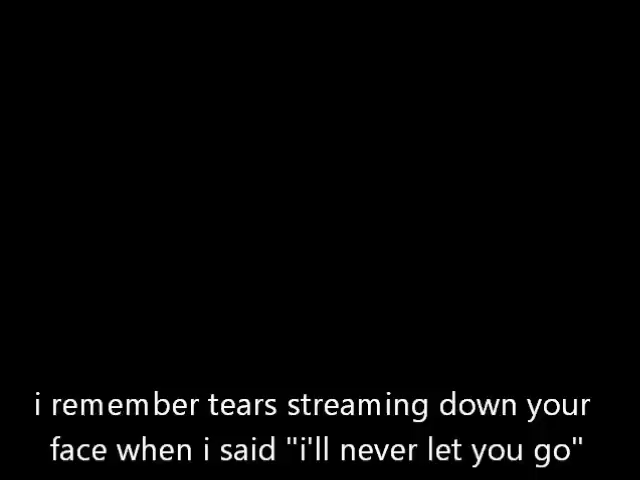 i remember tears streaming down your
face when i said "i'll never let you go"